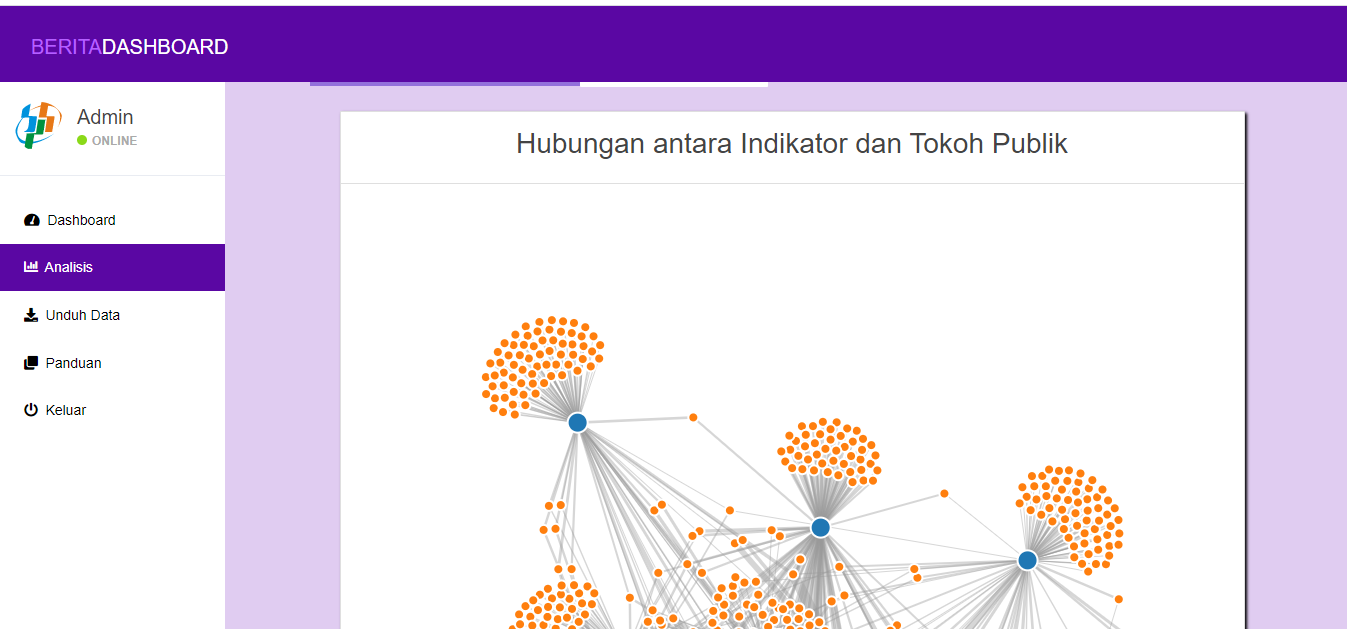 BERITADASHBOARD
Admin
ONLINE
Dashboard
Analisis
Unduh Data
Panduan
Keluar
Hubungan antara Indikator dan Tokoh Publik